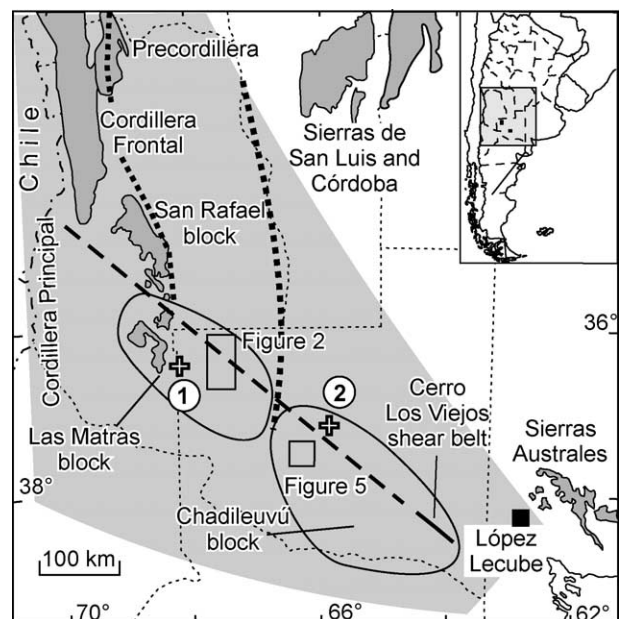 Precordillera
Chile
Cordillera
Frontal
Sierras de
San Luis and
Córdoba
San Rafael
block
Cordillera Principal
36°
Figure 2
1
2
Cerro
Los Viejos
shear belt
Las Matras
block
Sierras
Australes
38°
Figure 5
Chadileuvú
block
López
Lecube
100 km
70°
66°
62°